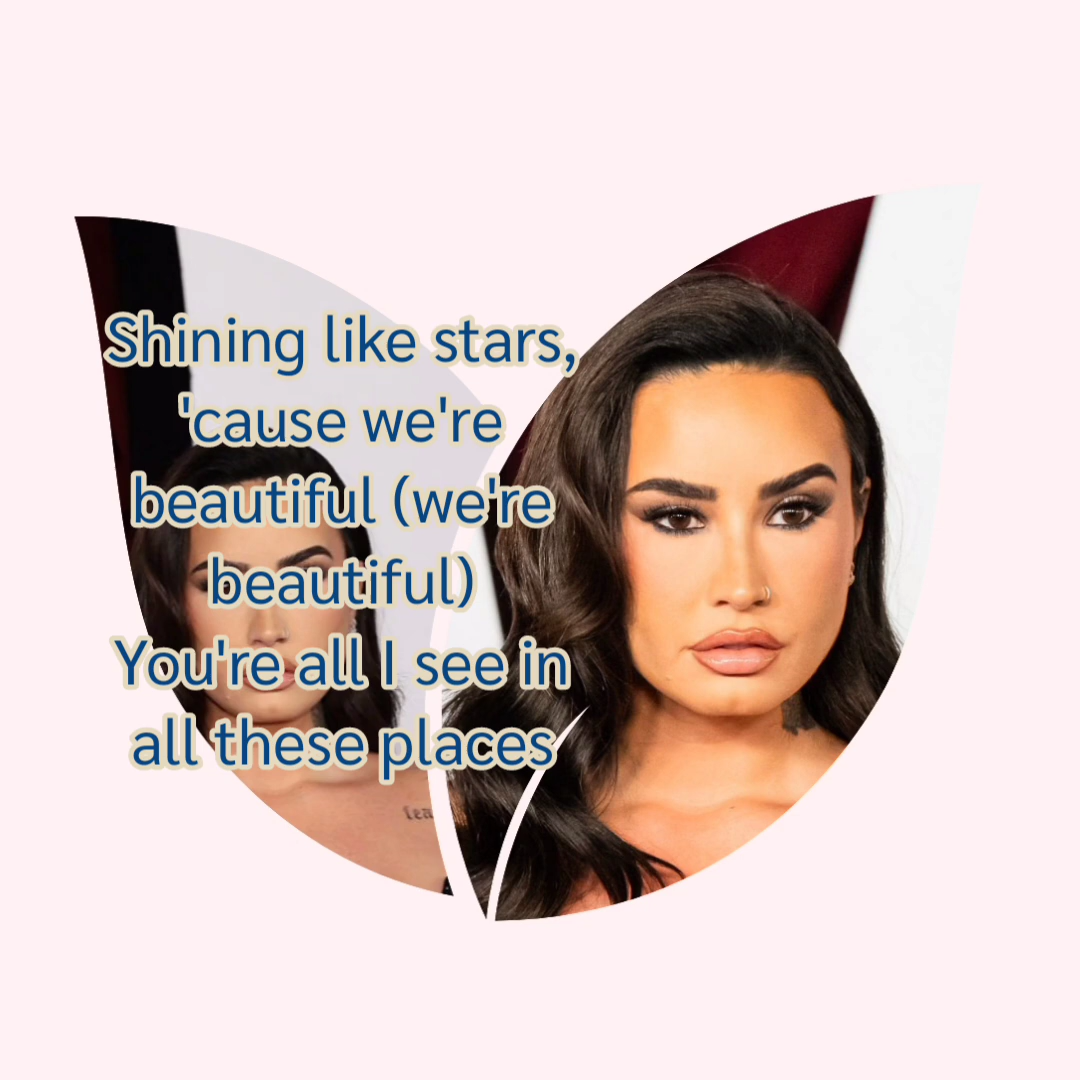 Shining like stars,
'cause we're
beautiful (we're
beautiful)
You're all I see in
all these places